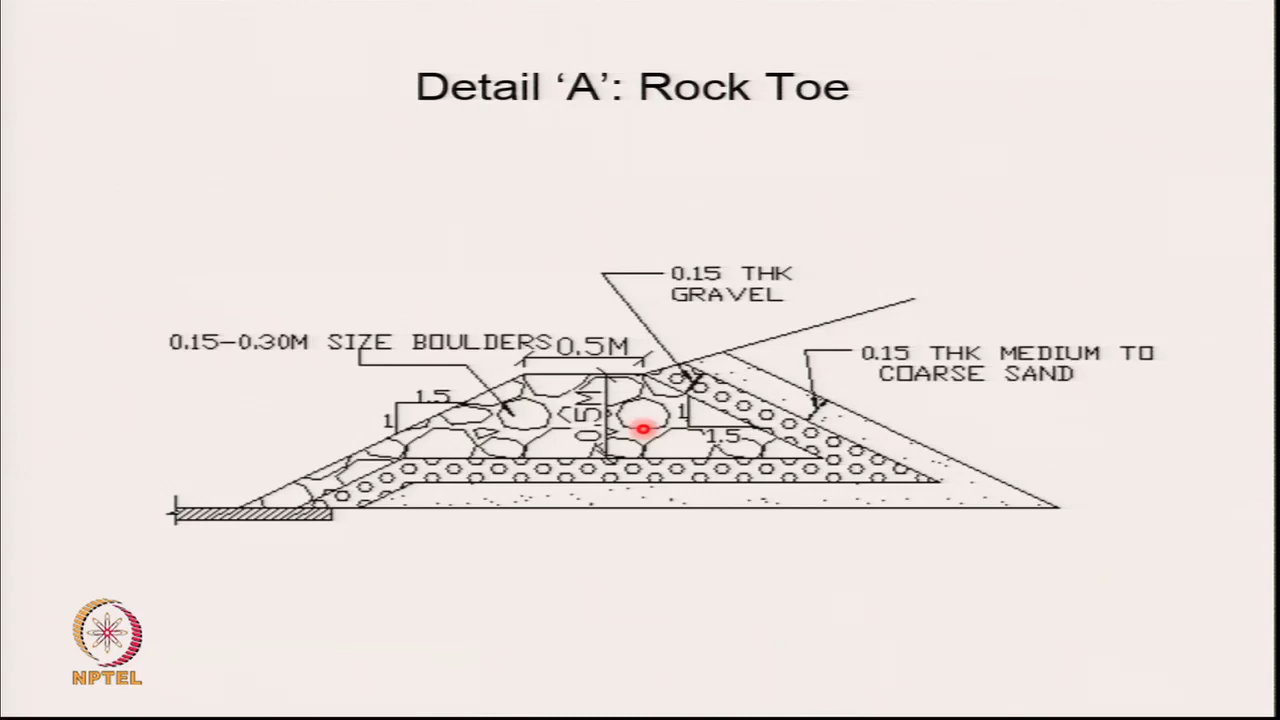 Detail ‘A’: Rock Toe
0.15 THK
GRAVEL
0.15-0.30M SIZE BOULDERS
0.5M
0.15 THK MEDIUM TO
COARSE SAND
1.5
1
0.5M
1
1.5
NPTEL